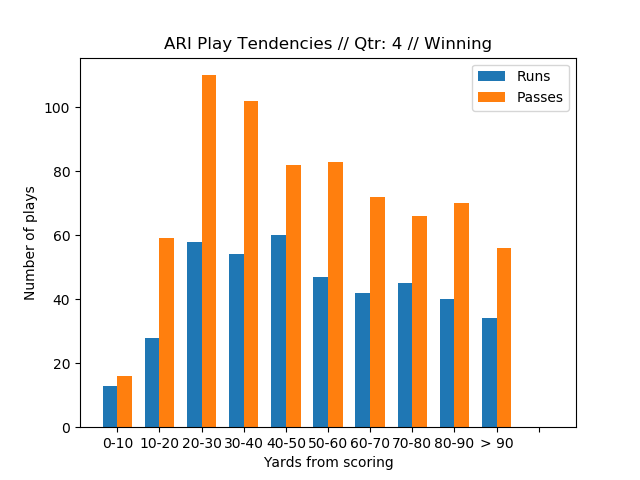 ARI Play Tendencies // Qtr: 4 // Winning
Runs
Passes
Number of plays
100
80
60
40
20
0
0-10 10-20 20-30 30-40 40-50 50-60 60-70 70-80 80-90 > 90
Yards from scoring